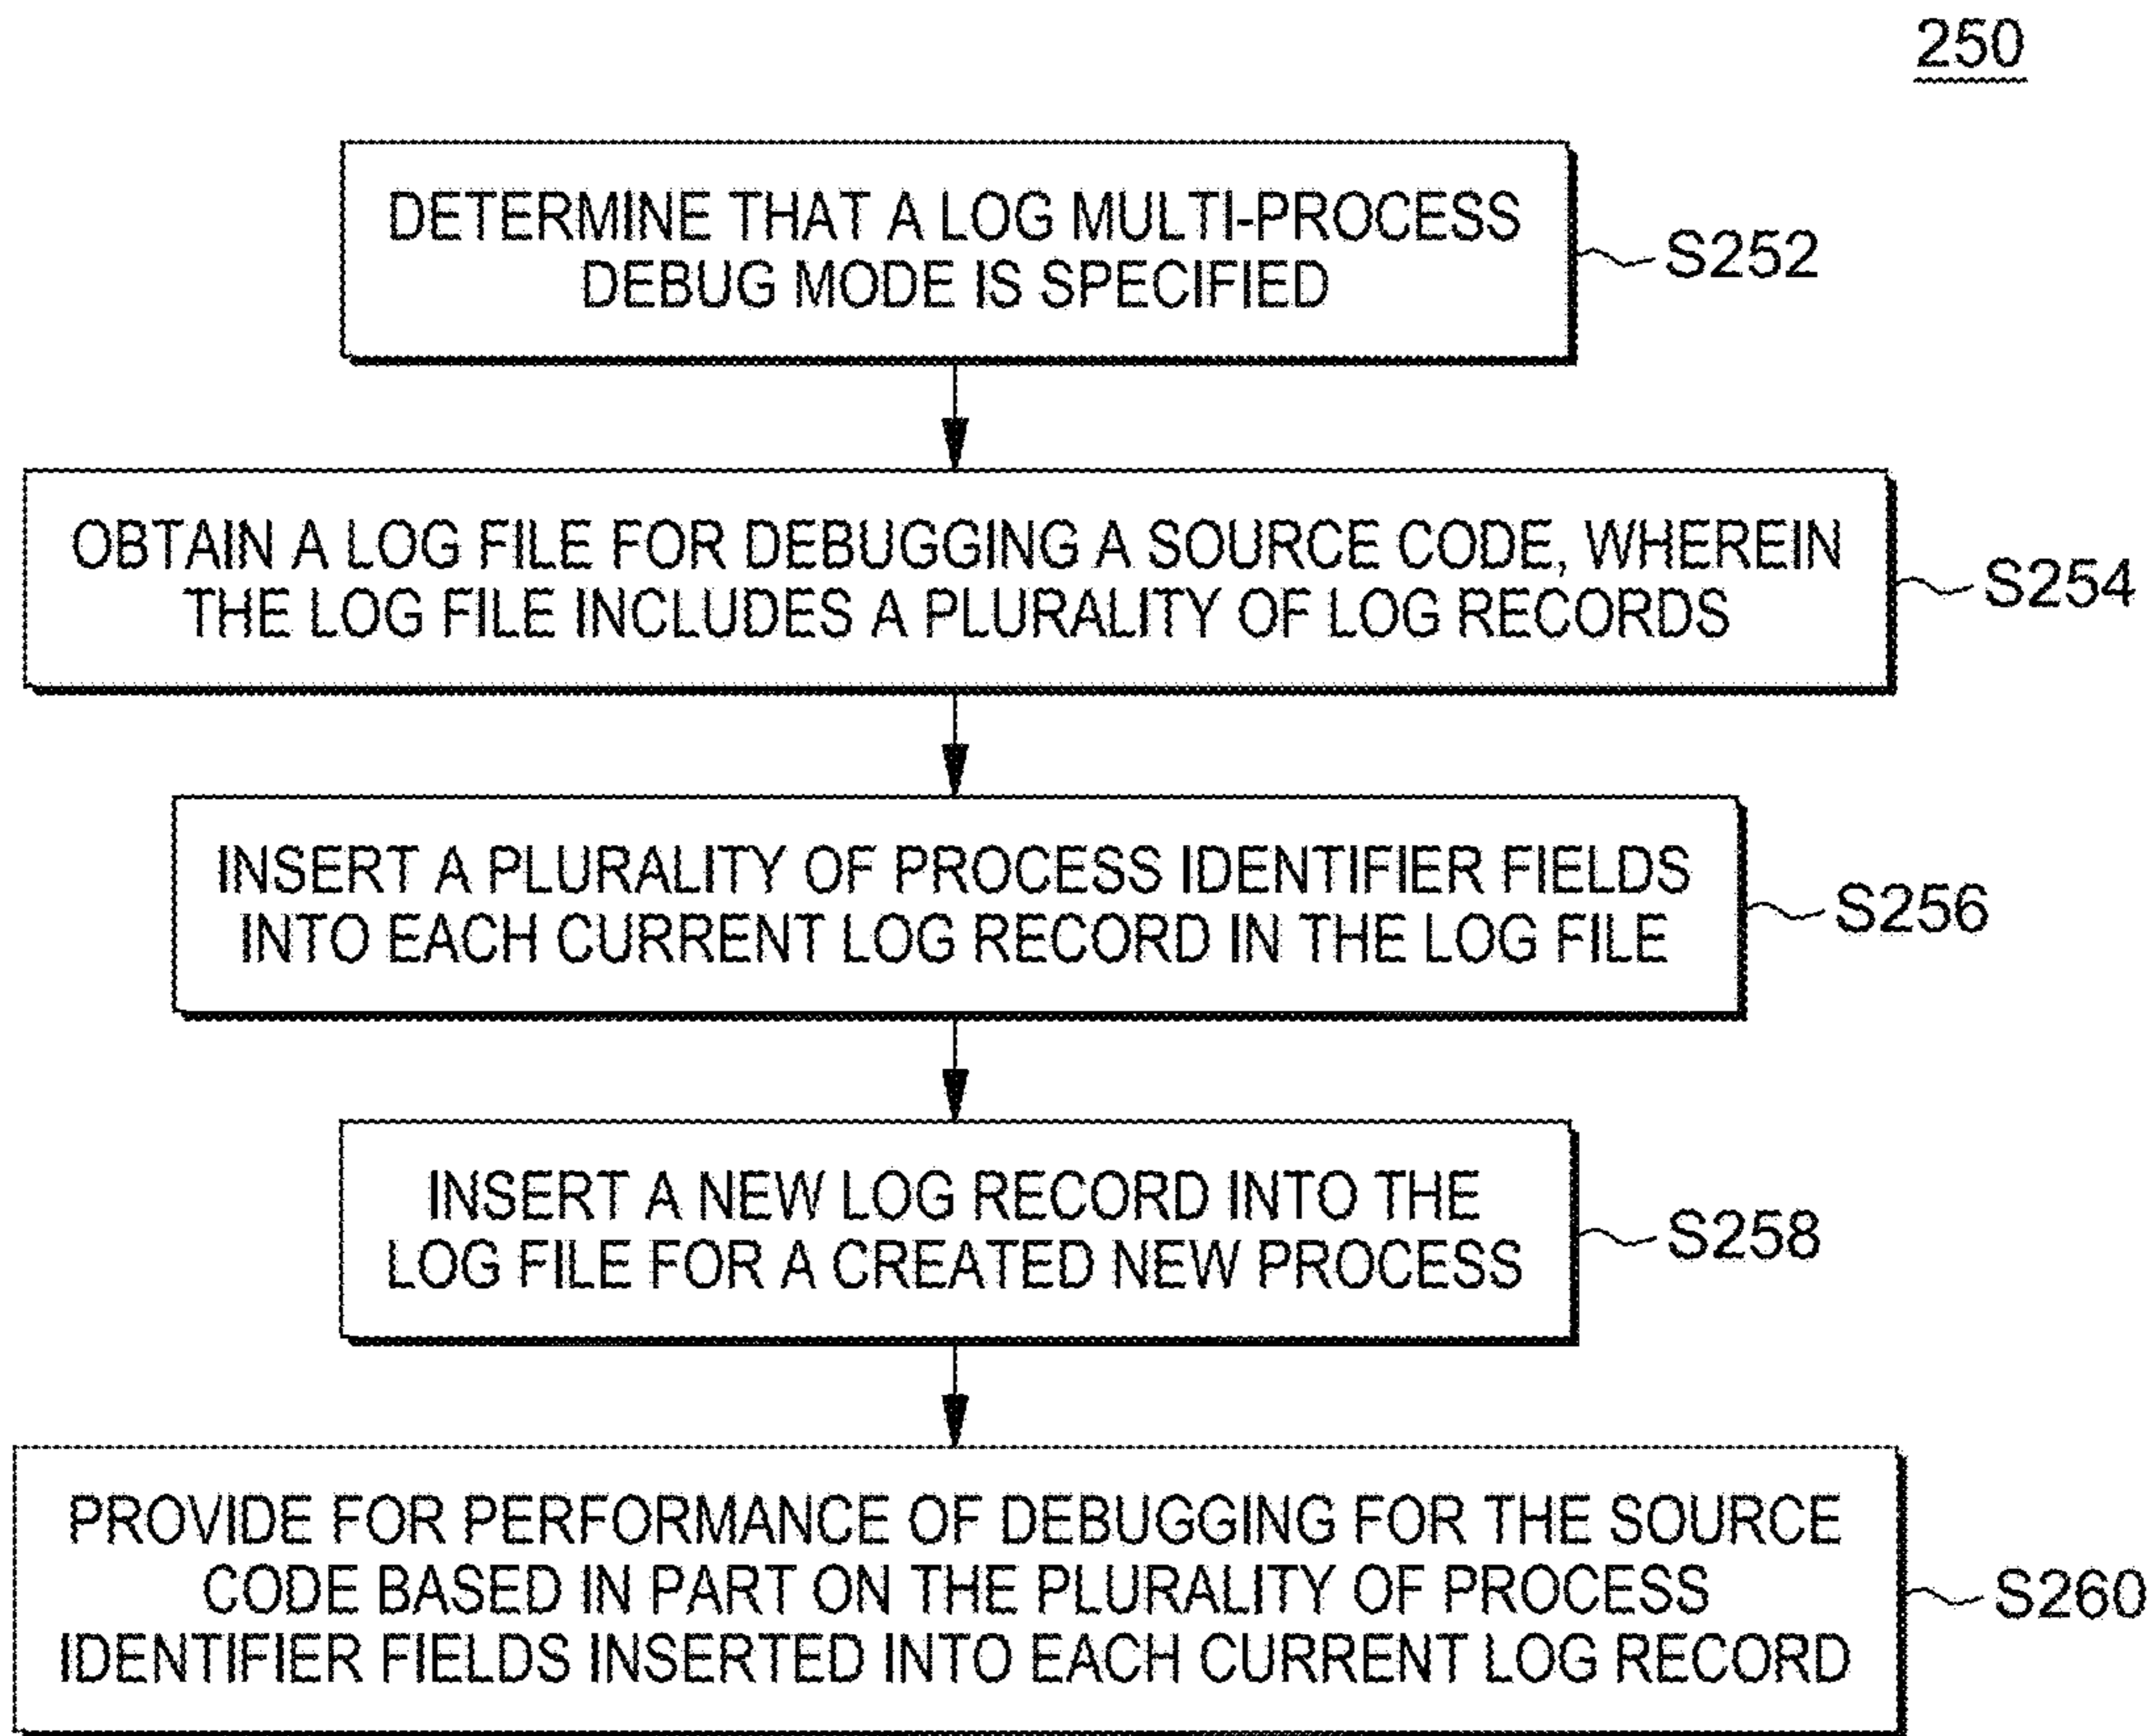 250
DETERMINE THAT A LOG MULTI-PROCESS
DEBUG MODE IS SPECIFIED
S252
OBTAIN A LOG FILE FOR DEBUGGING A SOURCE CODE, WHEREIN
THE LOG FILE INCLUDES A PLURALITY OF LOG RECORDS
S254
INSERT A PLURALITY OF PROCESS IDENTIFIER FIELDS
INTO EACH CURRENT LOG RECORD IN THE LOG FILE
S256
INSERT A NEW LOG RECORD INTO THE
LOG FILE FOR A CREATED NEW PROCESS
S258
PROVIDE FOR PERFORMANCE OF DEBUGGING FOR THE SOURCE
CODE BASED IN PART ON THE PLURALITY OF PROCESS
IDENTIFIER FIELDS INSERTED INTO EACH CURRENT LOG RECORD
S260